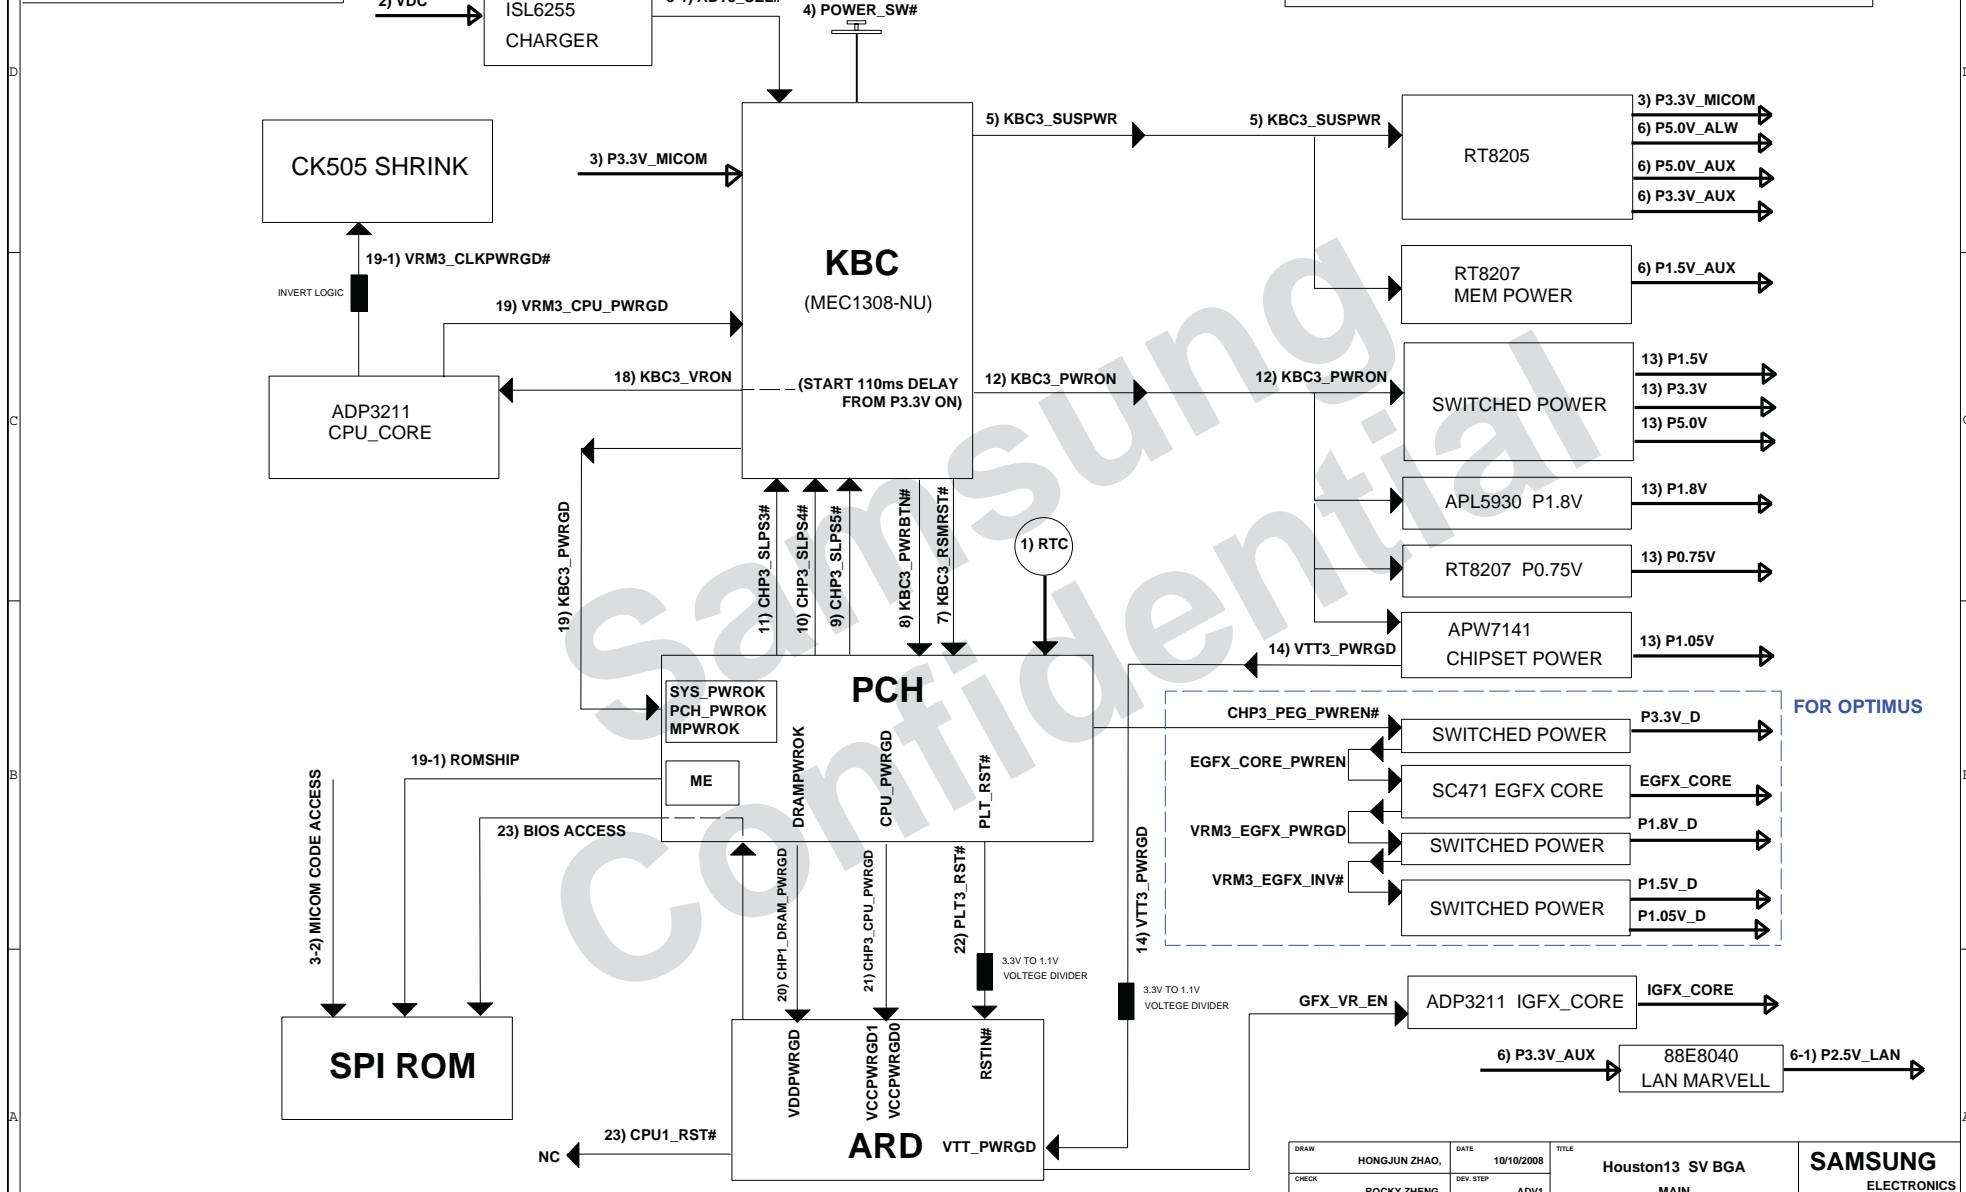 2) VDC
ISL6255
CHARGER
4) POWER_SW#
D
CK505 SHRINK
19-1) VRM3_CLKPWRGD#
INVERT LOGIC
3) P3.3V_MICOM
KBC
(MEC1308-NU)
5) KBC3_SUSPWR
5) KBC3_SUSPWR
RT8205
3) P3.3V_MICOM
6) P5.0V_ALW
6) P5.0V_AUX
6) P3.3V_AUX
RT8207
MEM POWER
6) P1.5V_AUX
19) VRM3_CPU_PWRGD
18) KBC3_VRON
(START 110ms DELAY
FROM P3.3V ON)
12) KBC3_PWRON
12) KBC3_PWRON
SWITCHED POWER
13) P1.5V
13) P3.3V
13) P5.0V
C
ADP3211
CPU_CORE
APL5930 P1.8V
13) P1.8V
RT8207 P0.75V
13) P0.75V
APW7141
CHIPSET POWER
13) P1.05V
14) VTT3_PWRGD
19) KBC3_PWRGD
11) CHP3_SLPS3#
10) CHP3_SLPS4#
9) CHP3_SLPS5#
8) KBC3_PWRBTN#
7) KBC3_RSMRST#
1) RTC
Samsung
Confidential
PCH
SYS_PWROK
PCH_PWROK
MPWROK
ME
DRAMPWROK
CPU_PWRGD
PLT_RST#
FOR OPTIMUS
CHP3_PEG_PWREN#
SWITCHED POWER
P3.3V_D
EGFX_CORE_PWREN
SC471 EGFX CORE
EGFX_CORE
VRM3_EGFX_PWRGD
SWITCHED POWER
P1.8V_D
VRM3_EGFX_INV#
SWITCHED POWER
P1.5V_D
P1.05V_D
B
19-1) ROMSHIP
23) BIOS ACCESS
3-2) MICOM CODE ACCESS
20) CHP1_DRAM_PWRGD
21) CHP3_CPU_PWRGD
22) PLT3_RST#
3.3V TO 1.1V
VOLTEGE DIVIDER
14) VTT3_PWRGD
3.3V TO 1.1V
VOLTEGE DIVIDER
GFX_VR_EN
ADP3211 IGFX_CORE
IGFX_CORE
6) P3.3V_AUX
88E8040
LAN MARVELL
6-1) P2.5V_LAN
SPI ROM
VDDPWRGD
VCCPWRGD1
VCCPWRGD0
RSTIN#
ARD
VTT_PWRGD
A
23) CPU1_RST#
NC
DRAW
HONGJUN ZHAO,
DATE
10/10/2008
TITLE
Houston13 SV BGA
MAIN
SAMSUNG
ELECTRONICS
CHECK
ROCKY ZHENG
DEV. STEP
ADV1